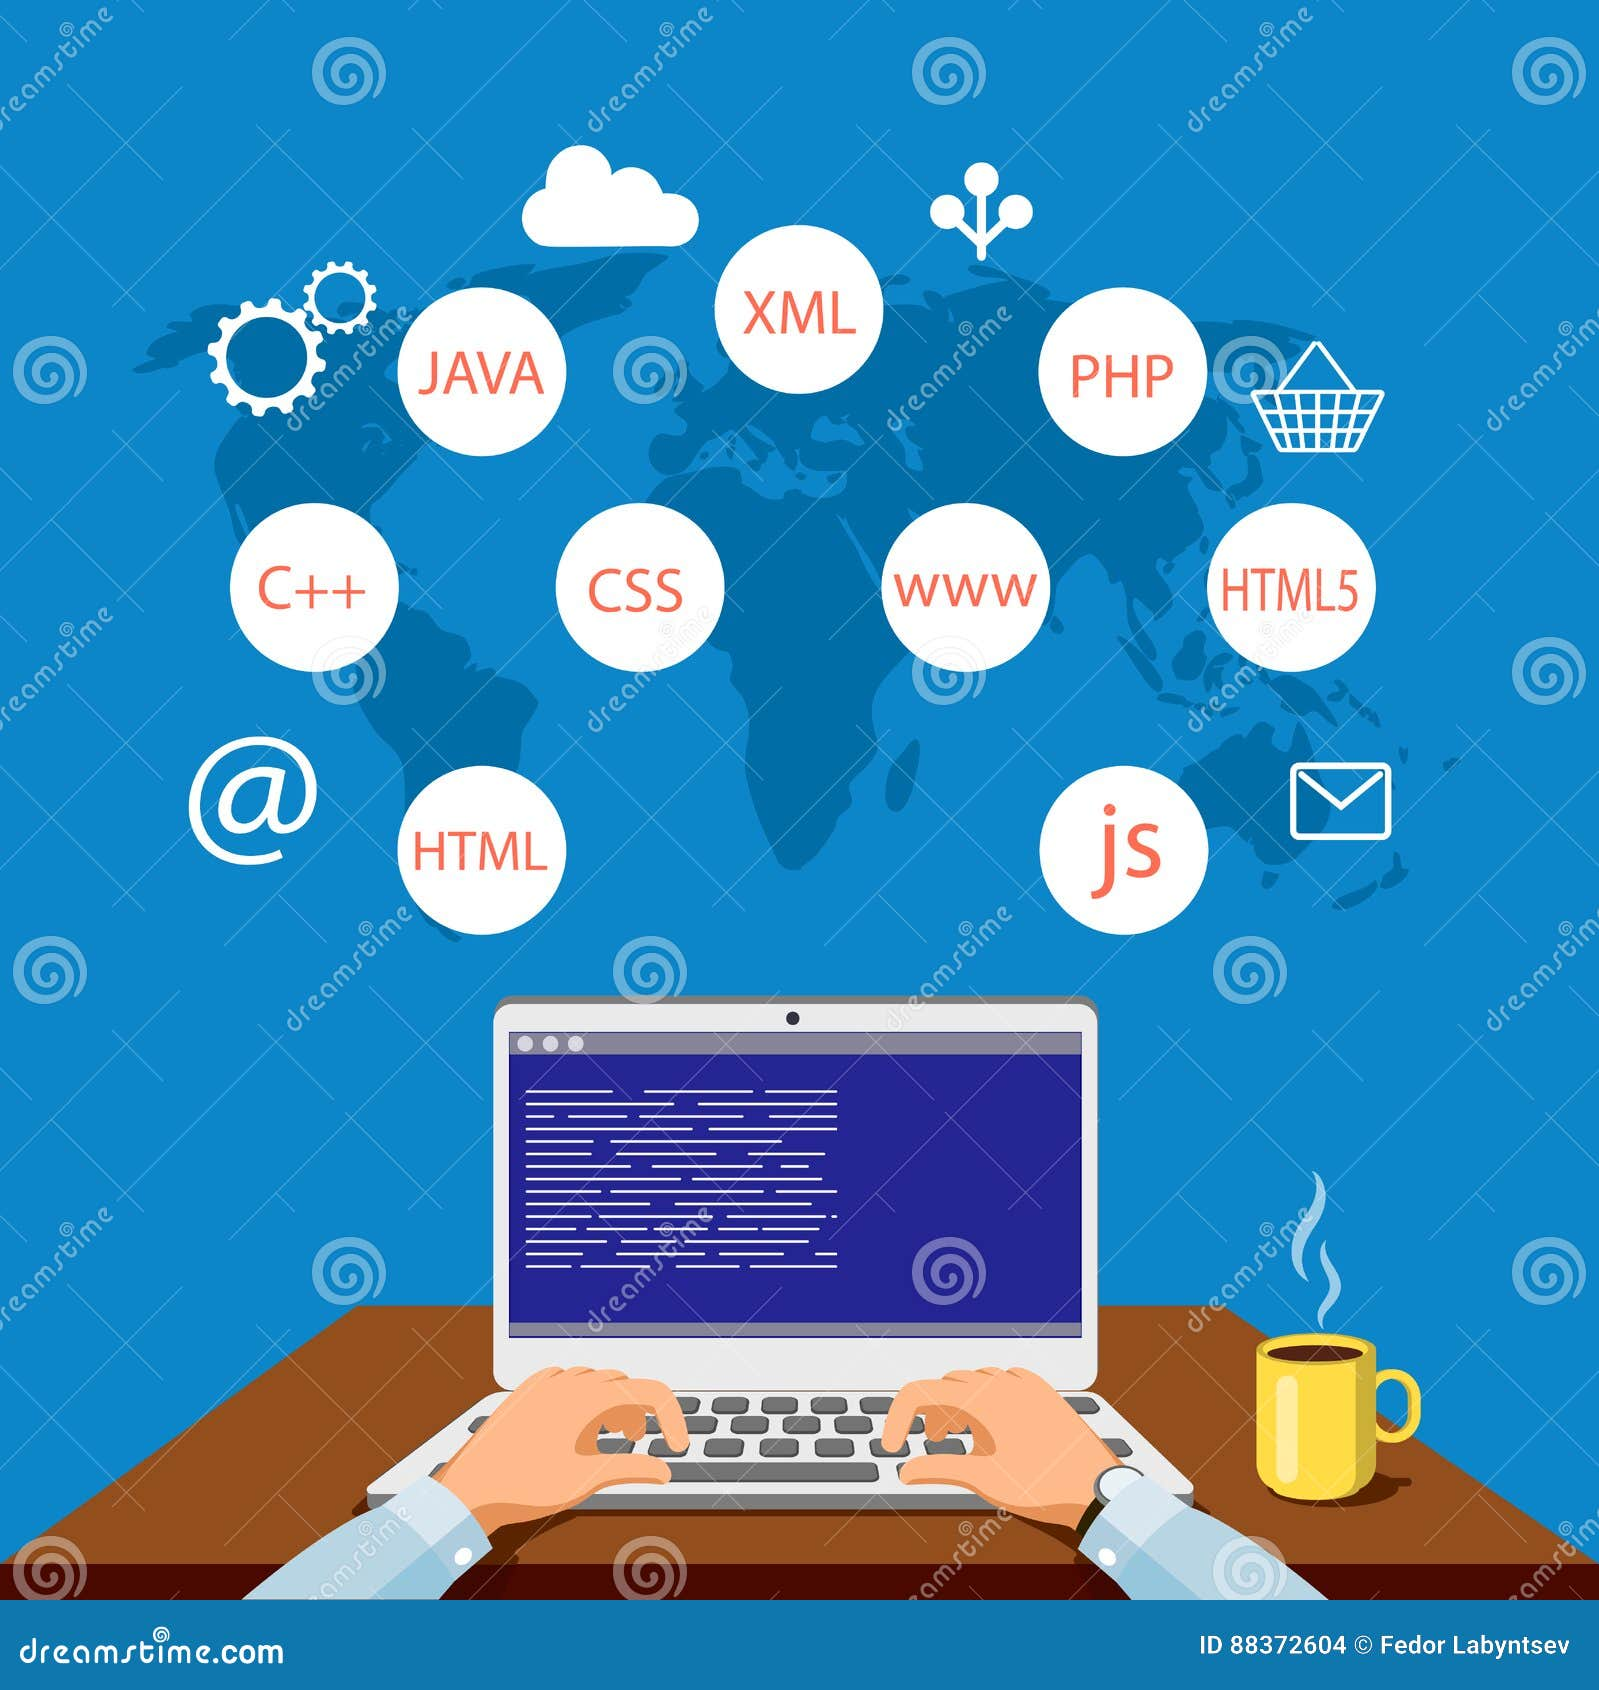 XML
JAVA
PHP
C++
CSS
www
HTML5
@
HTML
js
dreamstime.com
ID 88372604 © Fedor Labyntsev